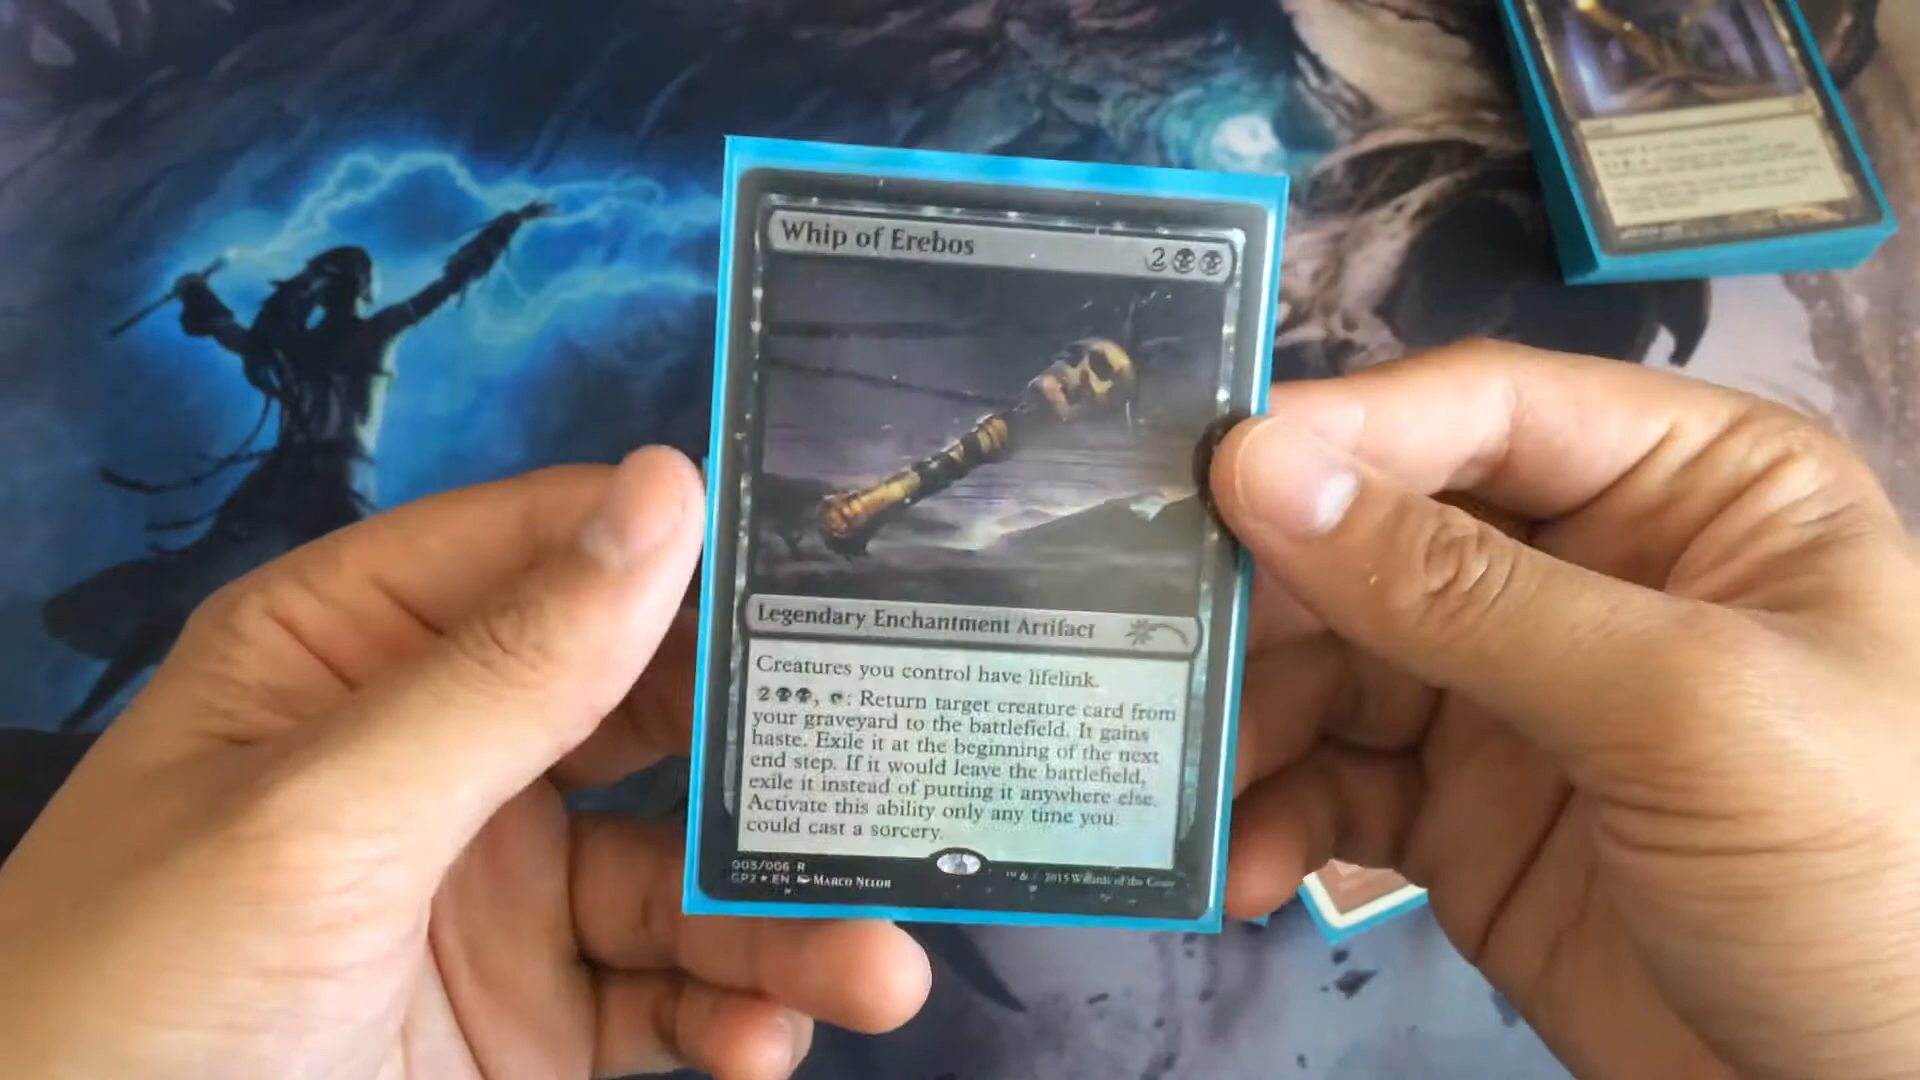 Whip of Erebos 2
Legendary Enchantment Artifact
Creatures you control have lifelink.
2 , : Return target creature card from
your graveyard to the battlefield. It gains
haste. Exile it at the beginning of the next
end step. If it would leave the battlefield,
exile it instead of putting it anywhere else.
Activate this ability only any time you
could cast a sorcery.
005/006 R
EN Marco Nelor
™ & 2015 Wizards of the Coast